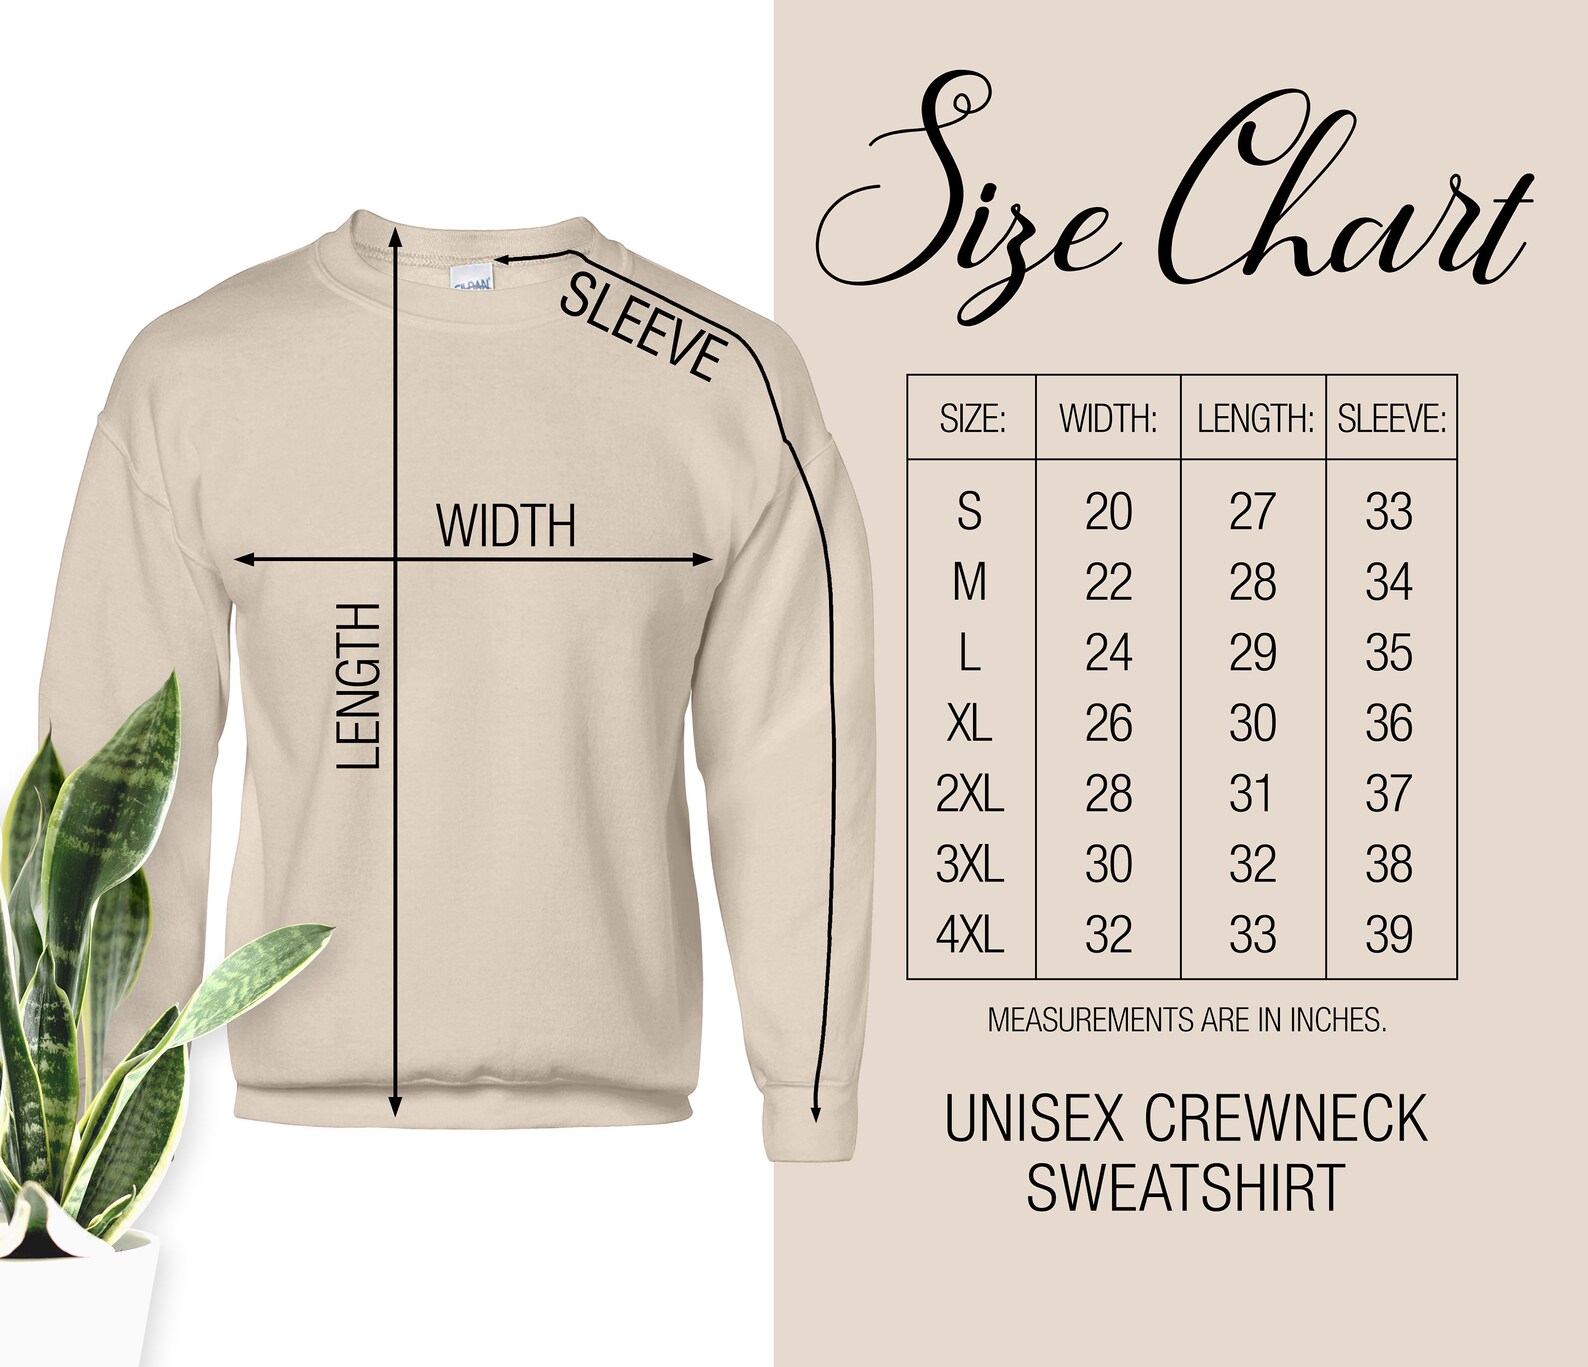 Size Chart
SLEEVE
WIDTH
LENGTH
SIZE: WIDTH: LENGTH: SLEEVE:
S 20 27 33
M 22 28 34
L 24 29 35
XL 26 30 36
2XL 28 31 37
3XL 30 32 38
4XL 32 33 39
MEASUREMENTS ARE IN INCHES.
UNISEX CREWNECK
SWEATSHIRT